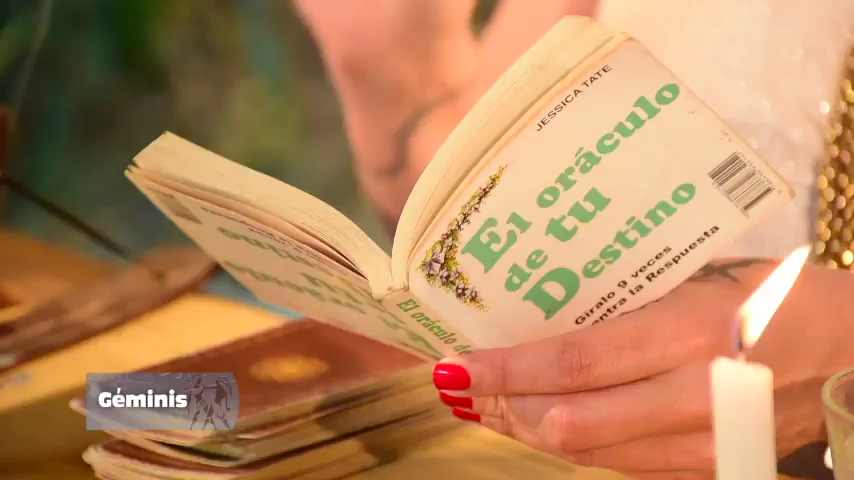 JESSICA TATE
El oráculo
de tu
Destino
Gíralo 9 veces
entra la Respuesta
El oráculo de
Géminis